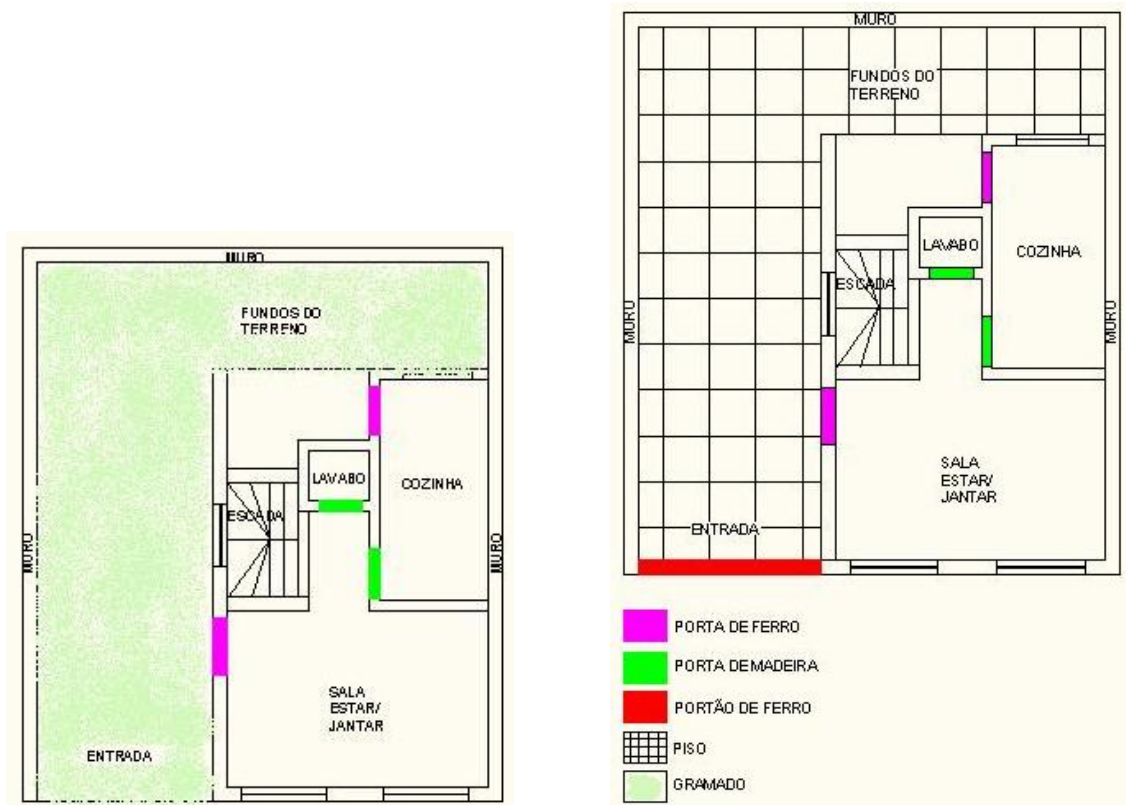 MURO
FUNDOS DO
TERRENO
LAVABO
COZINHA
ESCADA
MURO
MURO
SALA
ESTAR/
JANTAR
ENTRADA
MURO
FUNDOS DO
TERRENO
LAVABO
COZINHA
ESCADA
MURO
MURO
SALA
ESTAR/
JANTAR
ENTRADA
PORTA DE FERRO
PORTA DE MADEIRA
PORTÃO DE FERRO
PISO
GRAMADO